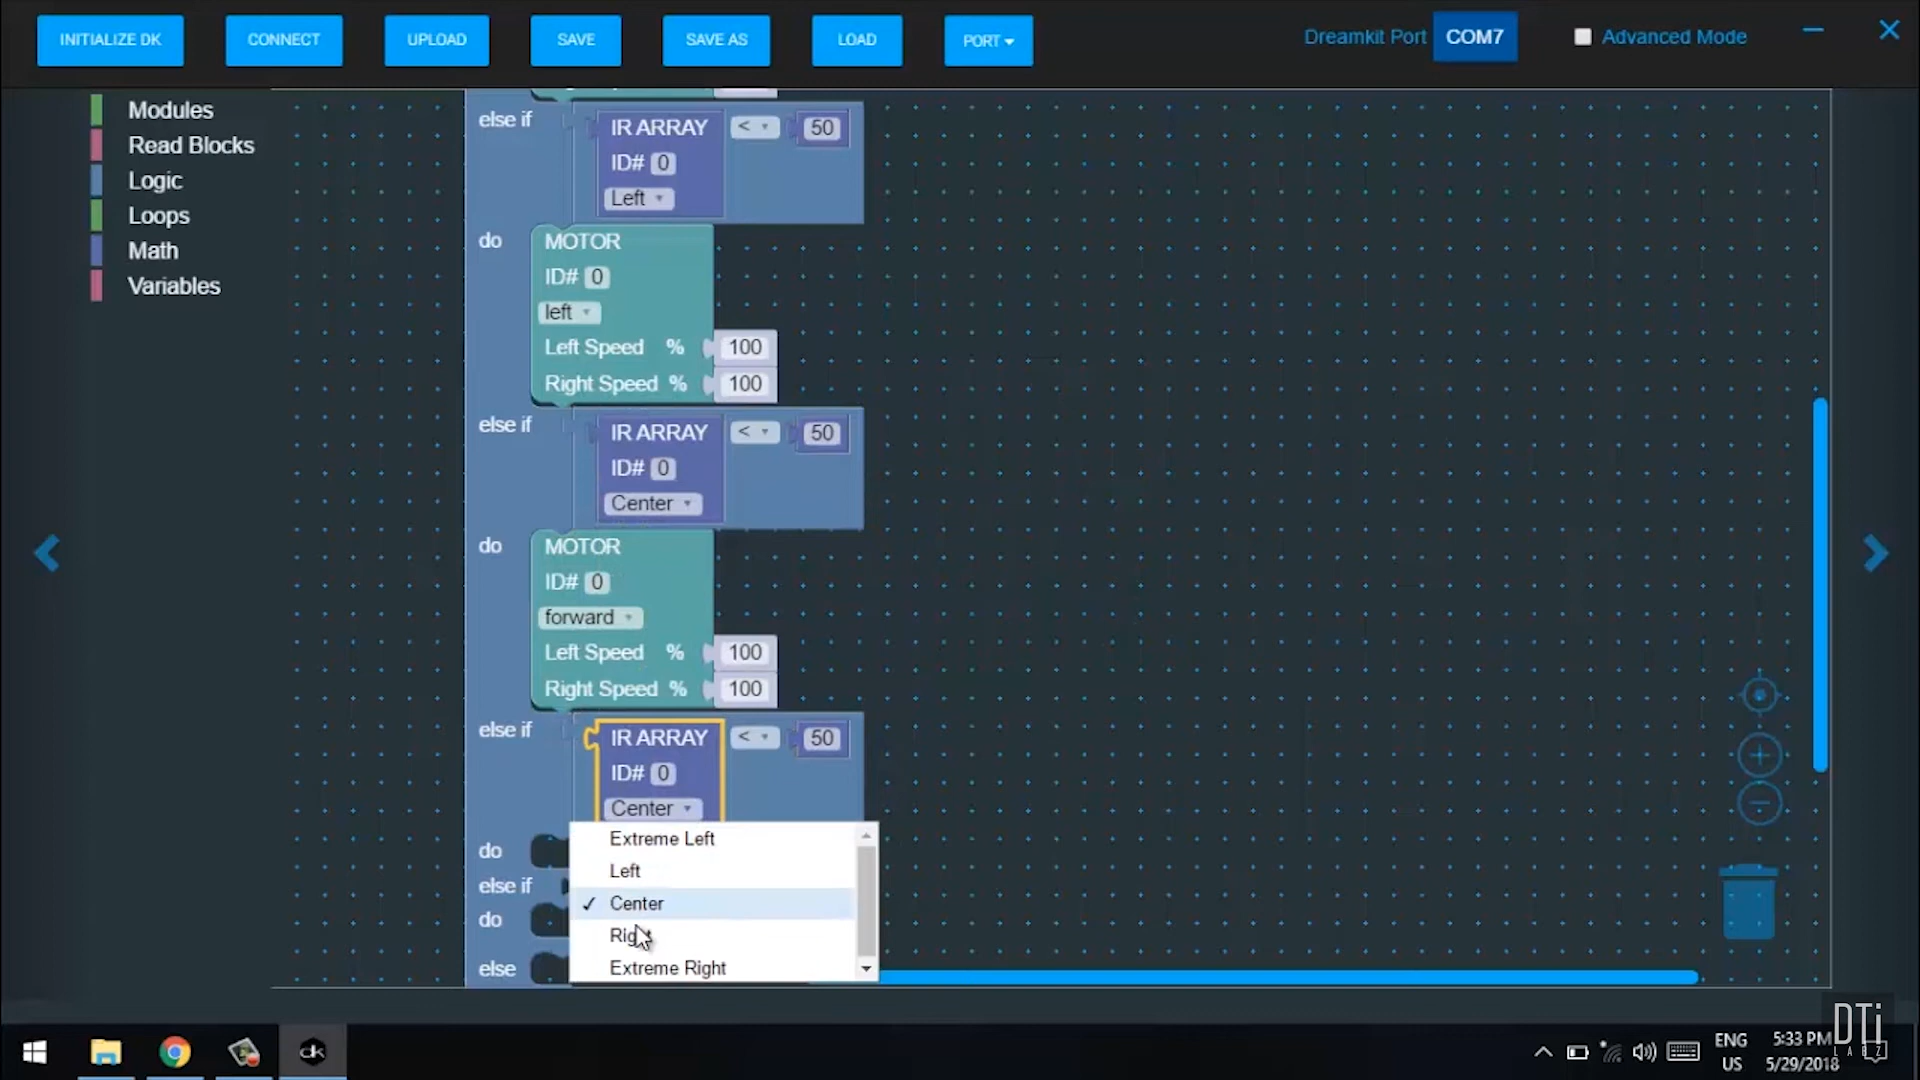 INITIALIZE DK CONNECT UPLOAD SAVE SAVE AS LOAD PORT Dreamkit Port COM7 Advanced Mode
Modules
Read Blocks
Logic
Loops
Math
Variables
else if IR ARRAY < 50
ID# 0
Left
do MOTOR
ID# 0
left
Left Speed % 100
Right Speed % 100
else if IR ARRAY < 50
ID# 0
Center
do MOTOR
ID# 0
forward
Left Speed % 100
Right Speed % 100
else if IR ARRAY < 50
ID# 0
Center
do
else if
do
else
Extreme Left
Left
✓ Center
Right
Extreme Right
dk
ENG
US
5:33 PM
5/29/2018
DTi
LABZ